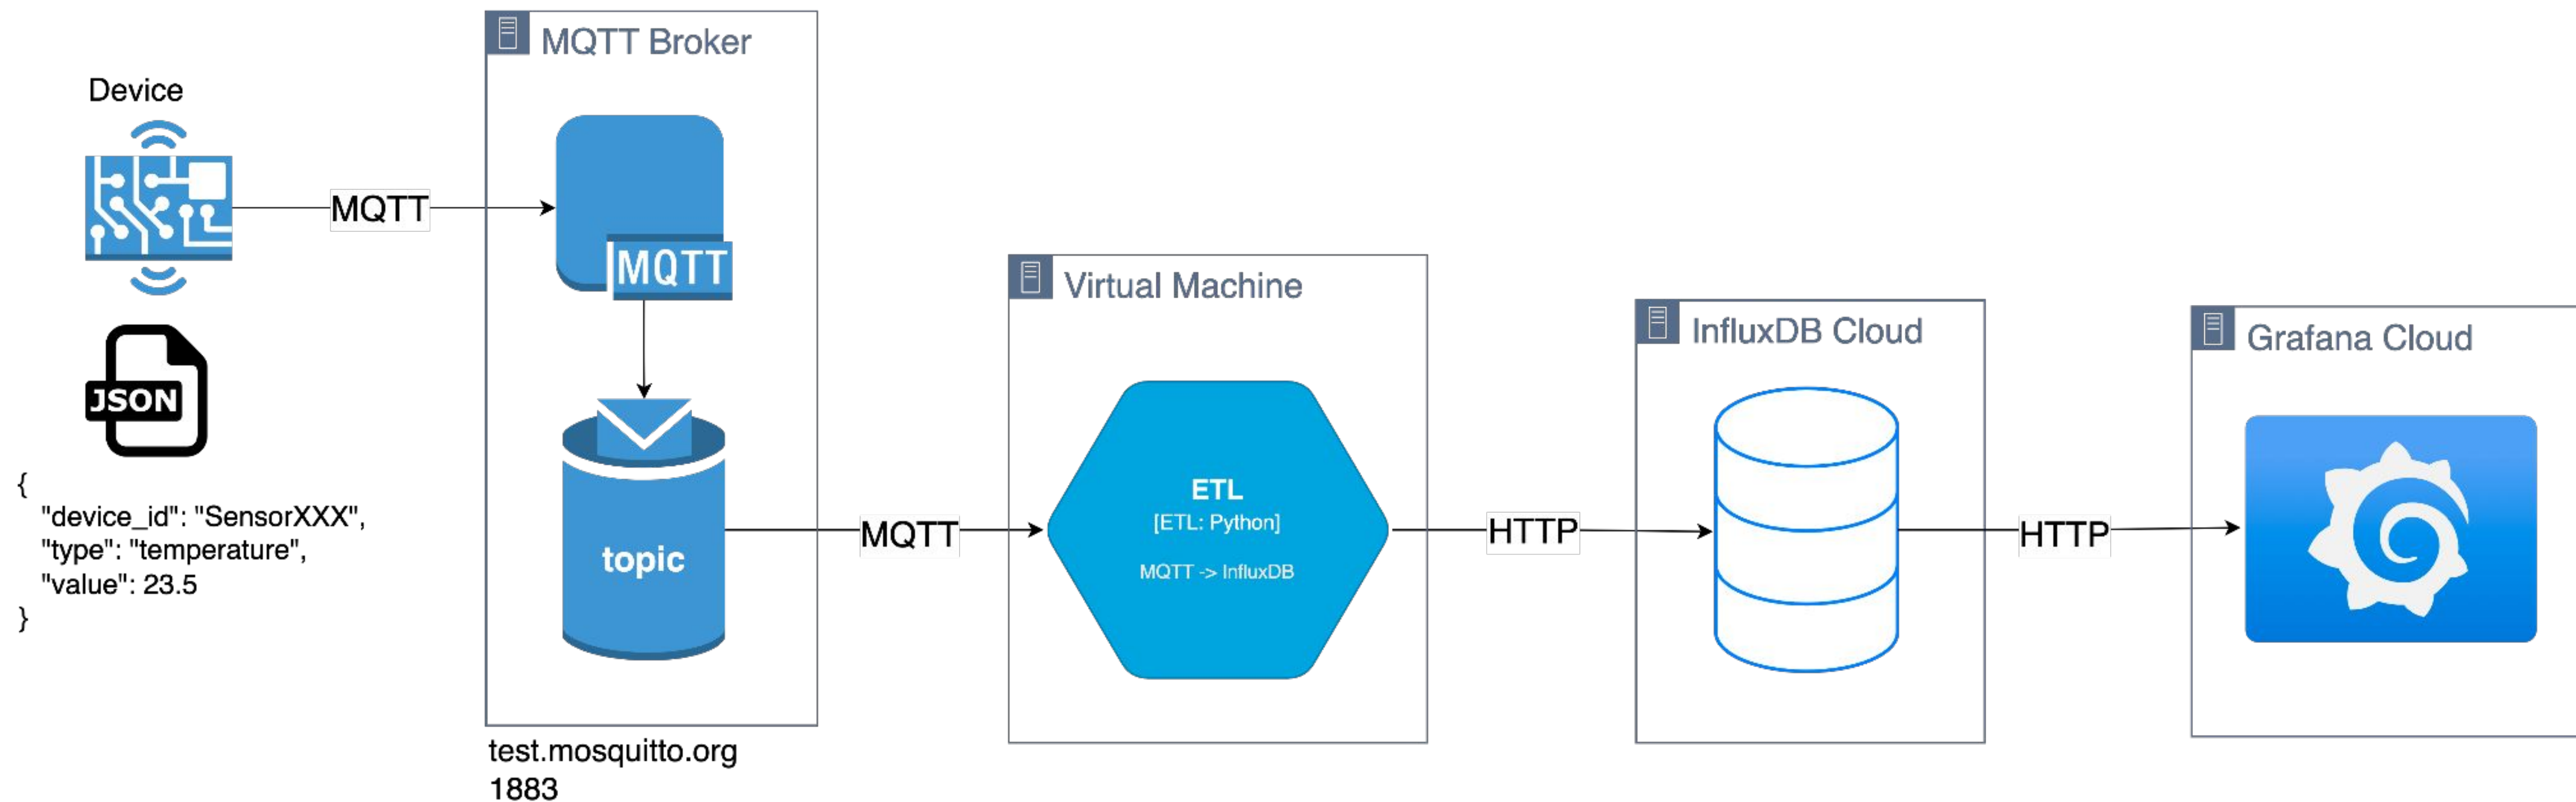 Device
MQTT
JSON
{
"device_id": "SensorXXX",
"type": "temperature",
"value": 23.5
}
MQTT Broker
MQTT
topic
test.mosquitto.org
1883
MQTT
Virtual Machine
ETL
[ETL: Python]
MQTT -> InfluxDB
HTTP
InfluxDB Cloud
HTTP
Grafana Cloud